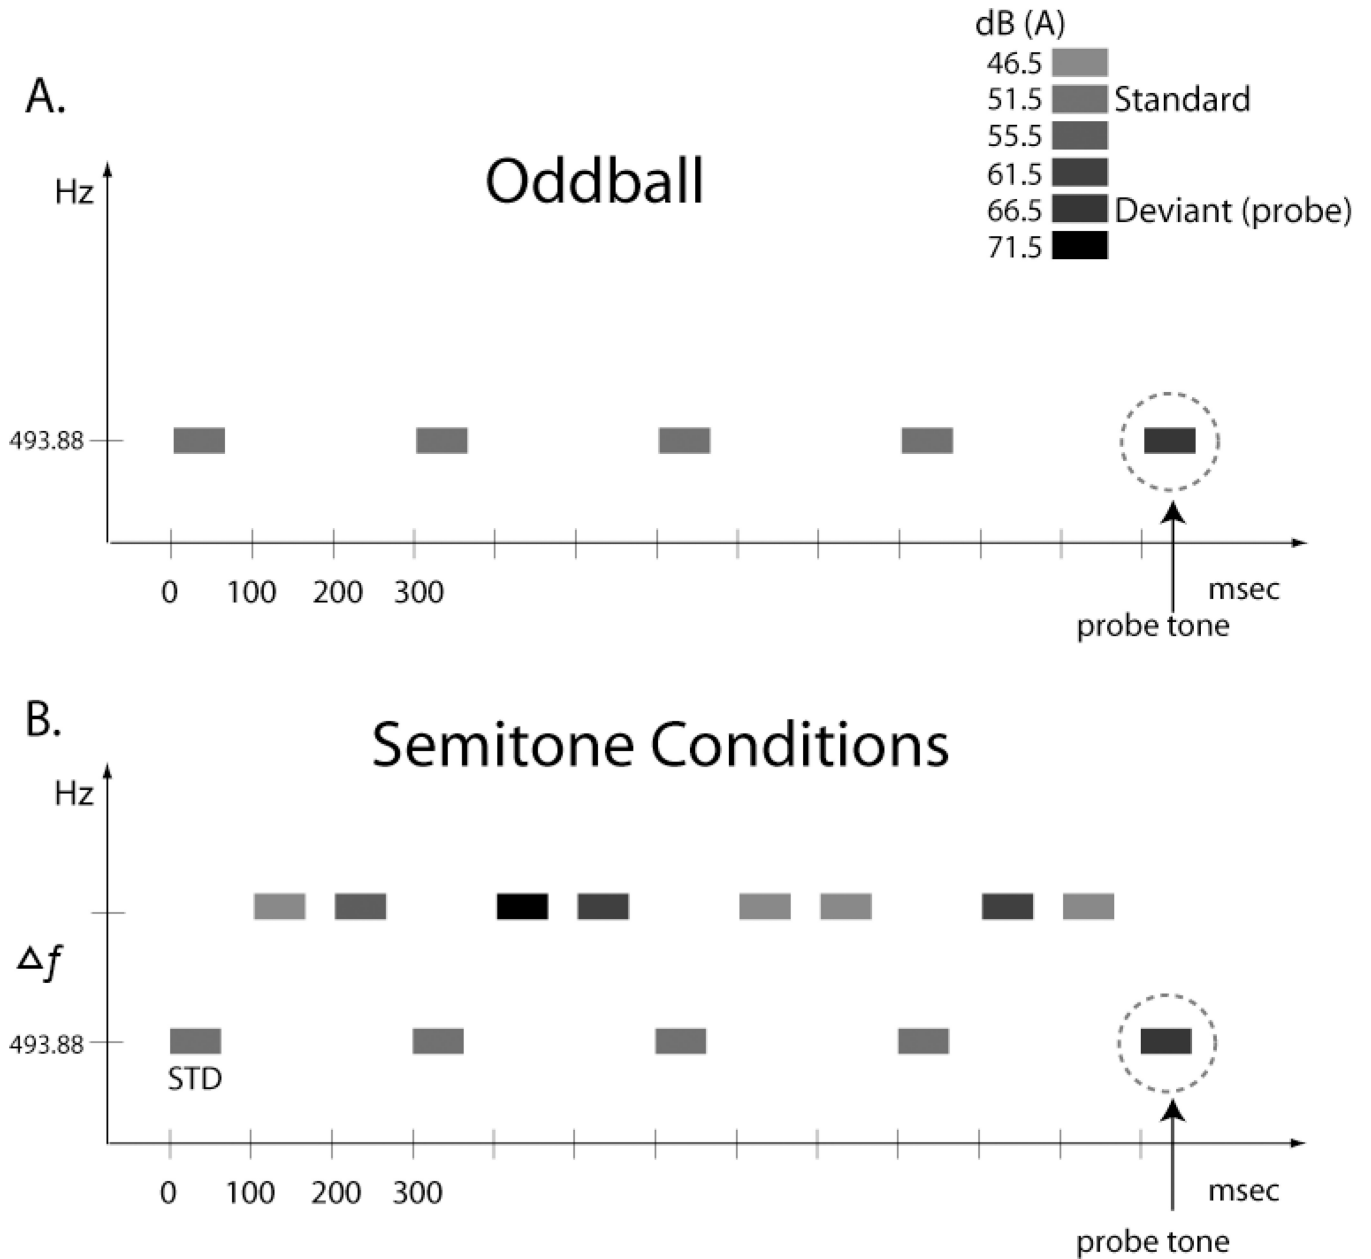 dB (A)
46.5
51.5 Standard
55.5
61.5
66.5 Deviant (probe)
71.5
A.
Oddball
Hz
493.88
0 100 200 300 msec
probe tone
B.
Semitone Conditions
Hz
Δf
493.88
STD
0 100 200 300 msec
probe tone